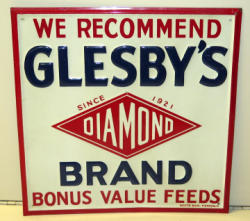 WE RECOMMEND
GLESBY'S
SINCE 1921
DIAMOND
BRAND
BONUS VALUE FEEDS